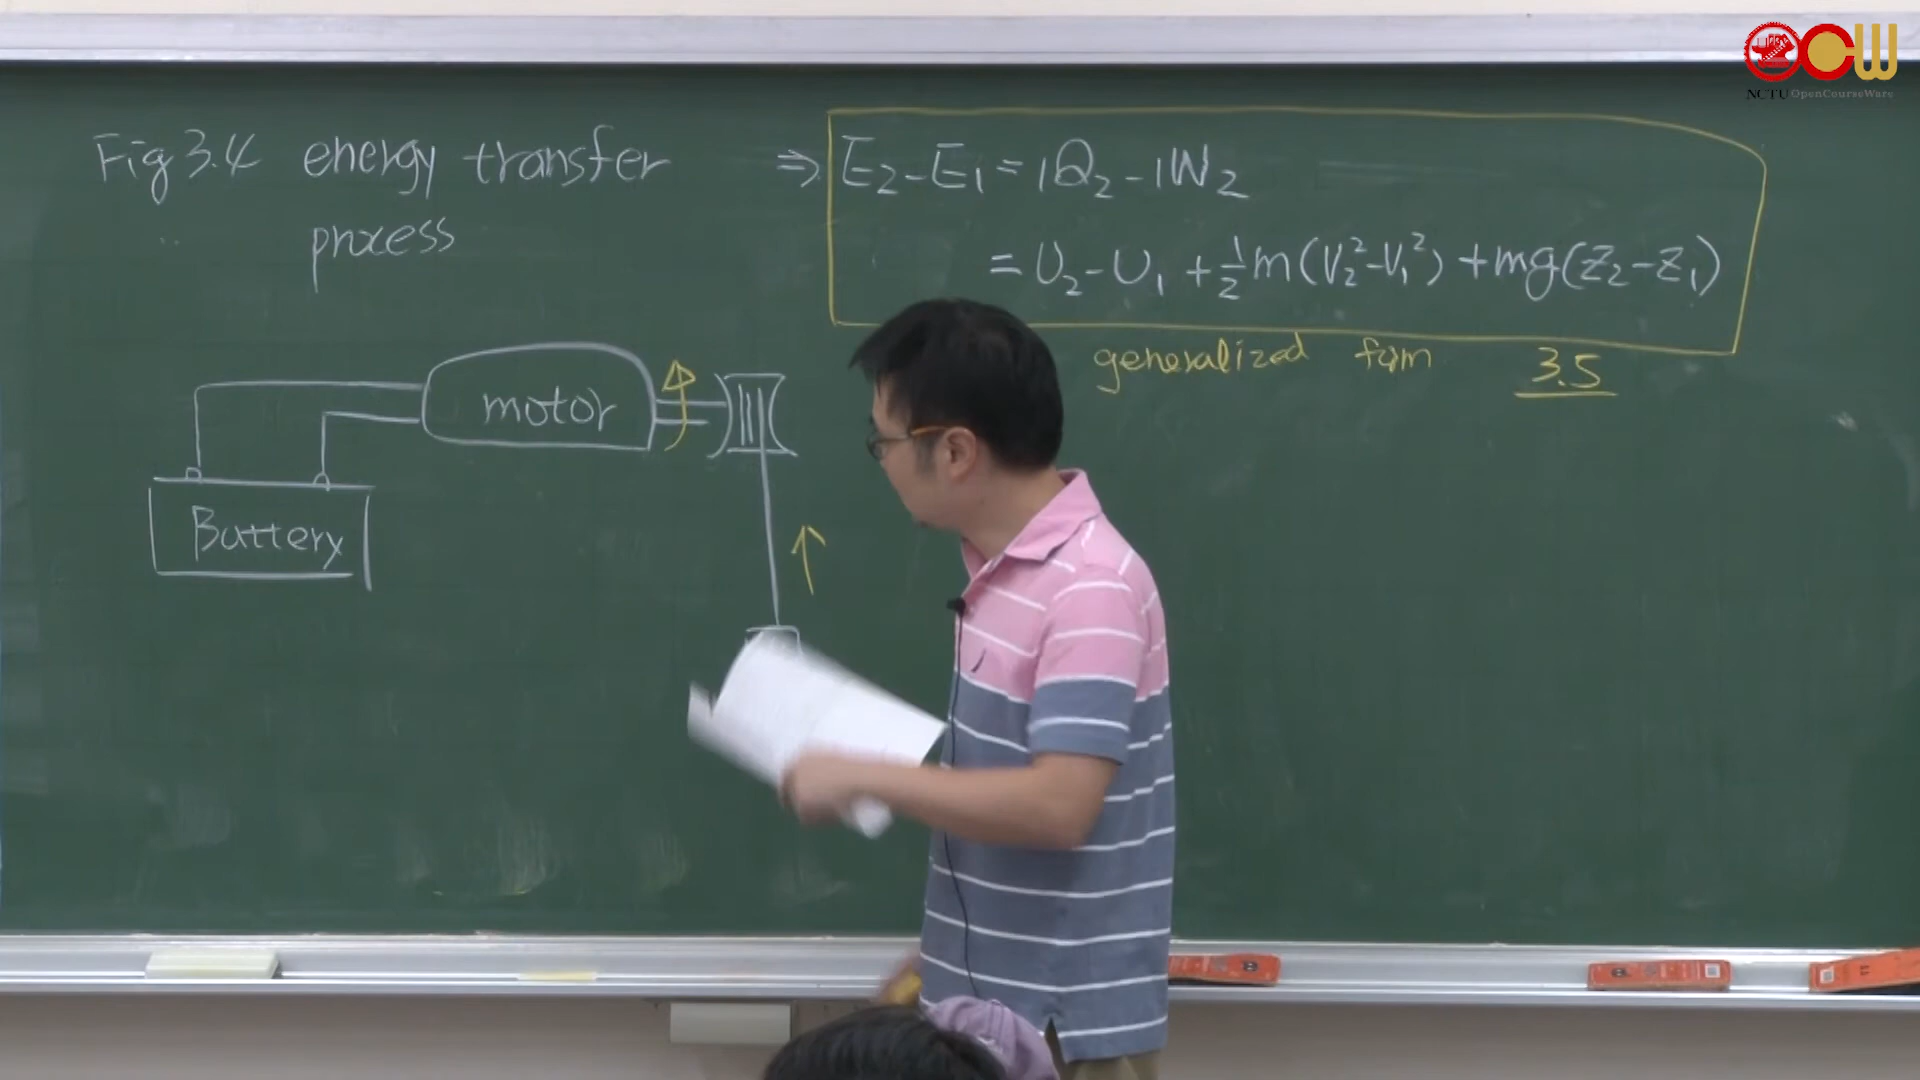 Fig 3.4 energy transfer
process
motor
Battery
⇒ E₂-E₁ = ₁Q₂ - ₁W₂
= U₂-U₁ + ½m(V₂²-V₁²) + mg(Z₂-Z₁)
generalized form 3.5
NCTU OpenCourseWare